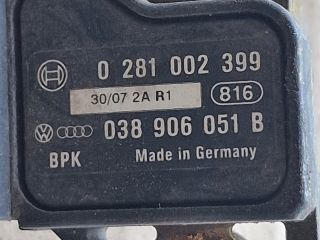 0 281 002 399
30/07 2A R1 816
038 906 051 B
BPK Made in Germany